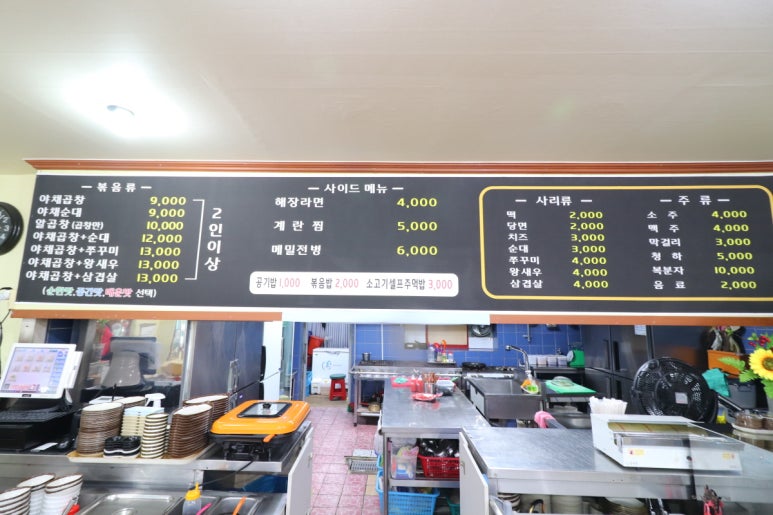 — 볶음류 —
야채곱창 9,000
야채순대 9,000
알곱창(곱창만) 10,000
야채곱창+순대 12,000
야채곱창+쭈꾸미 13,000
야채곱창+왕새우 13,000
야채곱창+삼겹살 13,000
2인이상
(순한맛,중간맛,매운맛 선택)
— 사이드 메뉴 —
해장라면 4,000
계란찜 5,000
메밀전병 6,000
공기밥 1,000 볶음밥 2,000 소고기셀프주먹밥 3,000
— 사리류 —
떡 2,000
당면 2,000
치즈 3,000
순대 3,000
쭈꾸미 4,000
왕새우 4,000
삼겹살 4,000
— 주류 —
소주 4,000
맥주 4,000
막걸리 3,000
청하 5,000
복분자 10,000
음료 2,000